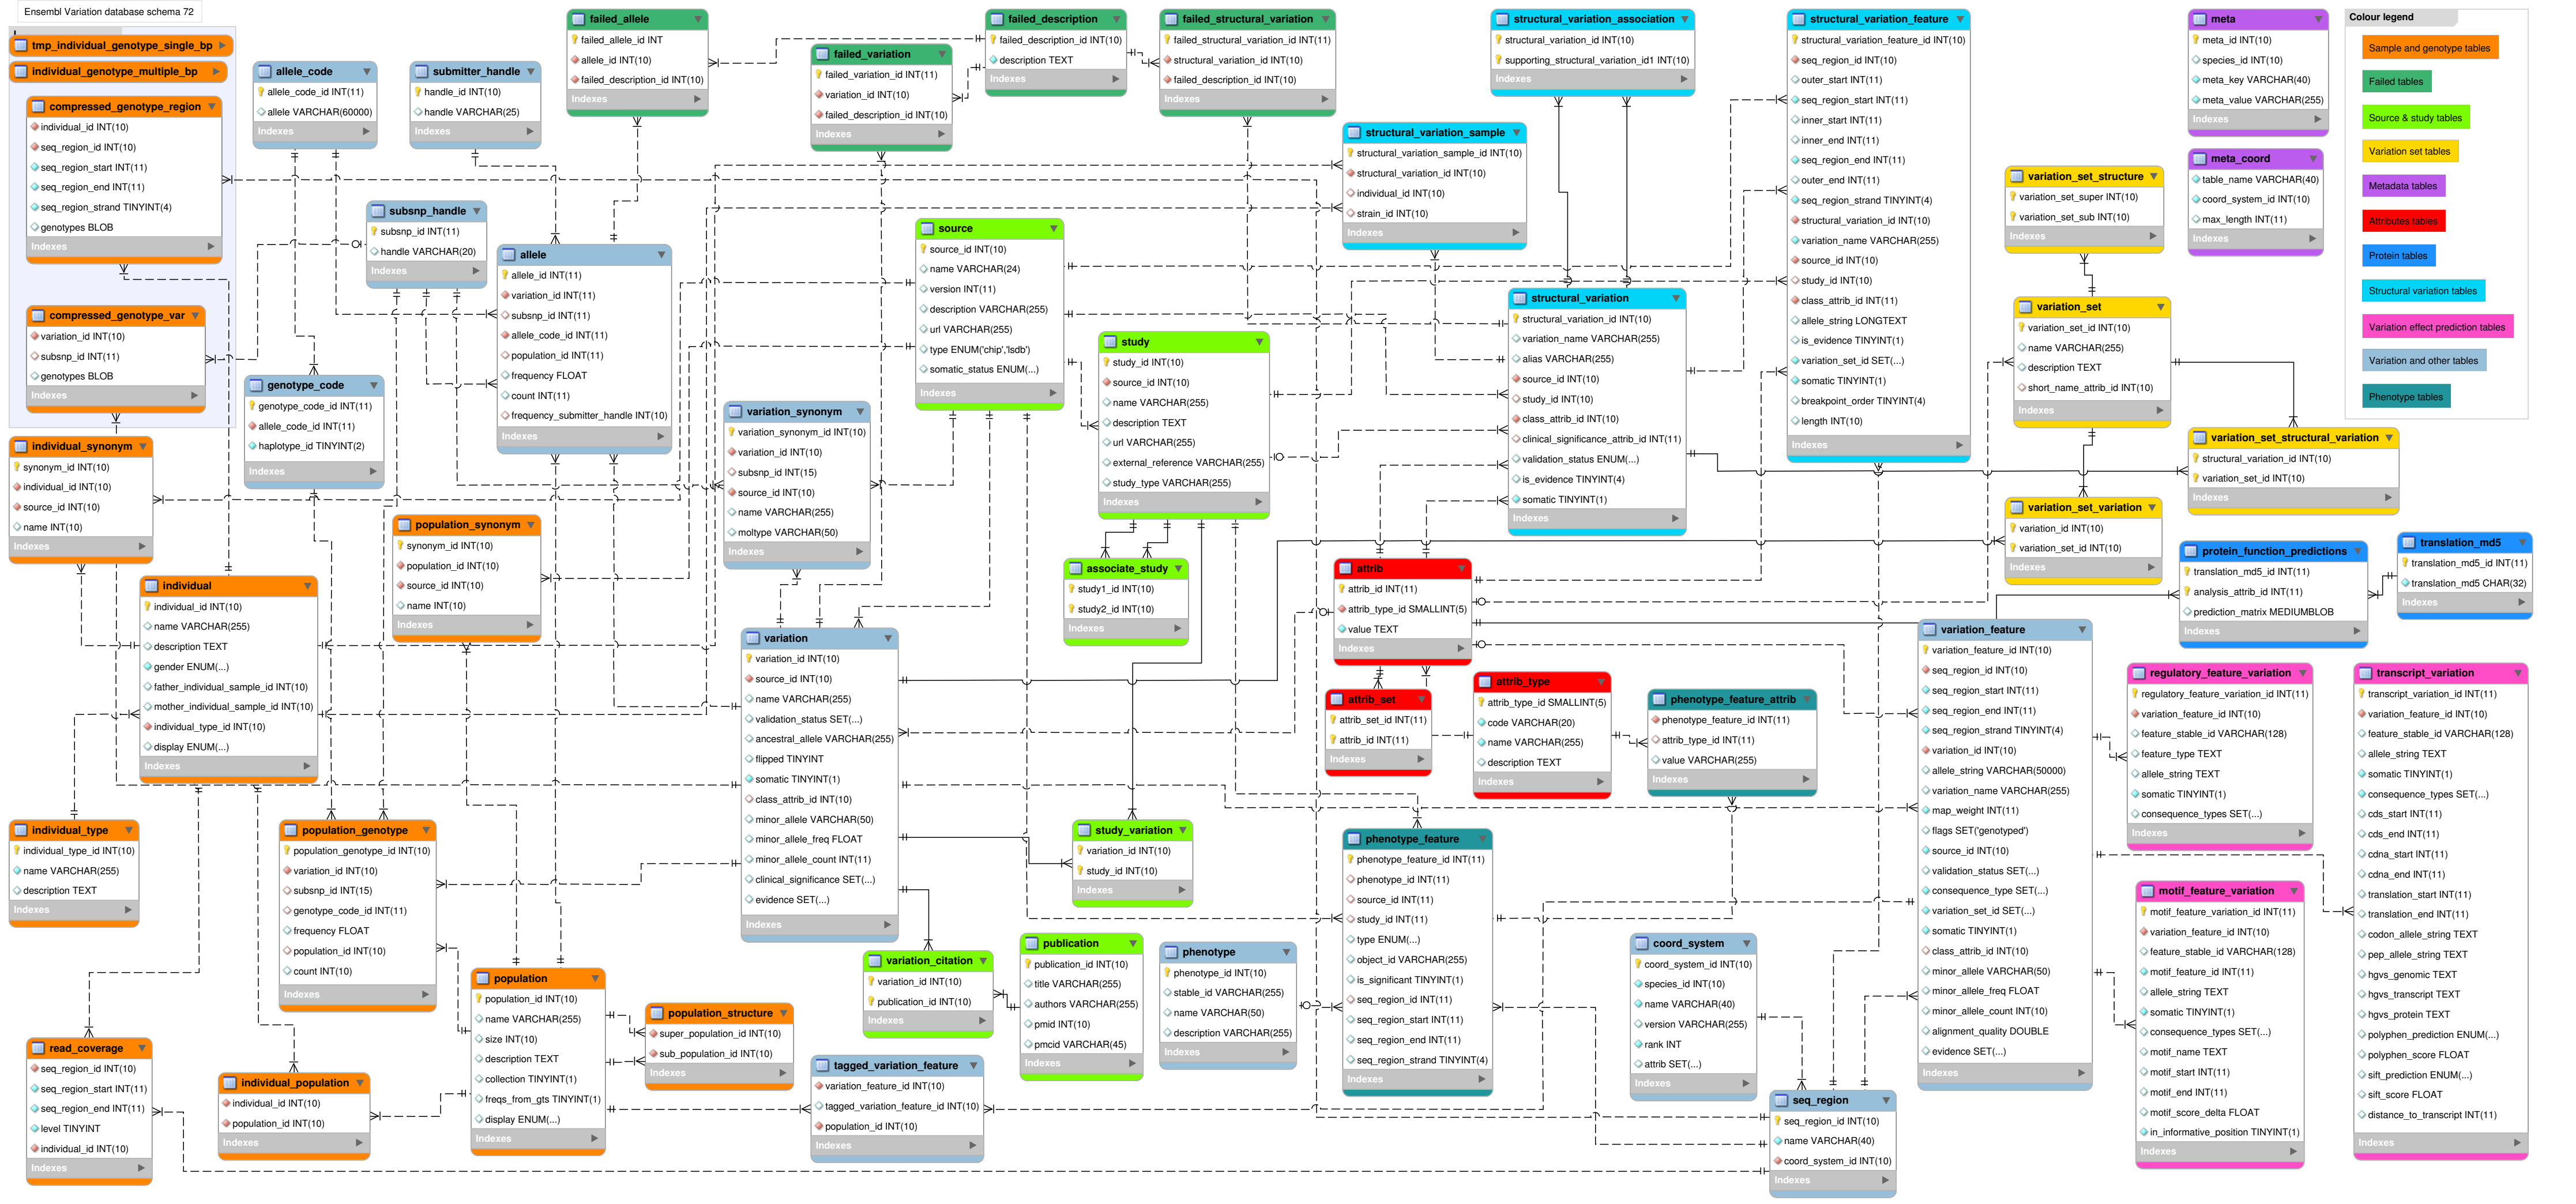 Ensembl Variation database schema 72
tmp_individual_genotype_single_bp
individual_genotype_multiple_bp
compressed_genotype_region
individual_id INT(10)
seq_region_id INT(10)
seq_region_start INT(11)
seq_region_end INT(11)
seq_region_strand TINYINT(4)
genotypes BLOB
Indexes
compressed_genotype_var
variation_id INT(10)
subsnp_id INT(11)
genotypes BLOB
Indexes
allele_code
allele_code_id INT(11)
allele VARCHAR(60000)
Indexes
submitter_handle
handle_id INT(10)
handle VARCHAR(25)
Indexes
subsnp_handle
subsnp_id INT(11)
handle VARCHAR(20)
Indexes
genotype_code
genotype_code_id INT(11)
allele_code_id INT(11)
haplotype_id TINYINT(2)
Indexes
allele
allele_id INT(11)
variation_id INT(11)
subsnp_id INT(11)
allele_code_id INT(11)
population_id INT(11)
frequency FLOAT
count INT(11)
frequency_submitter_handle INT(10)
Indexes
failed_allele
failed_allele_id INT
allele_id INT(10)
failed_description_id INT(10)
Indexes
failed_variation
failed_variation_id INT(11)
variation_id INT(10)
failed_description_id INT(10)
Indexes
failed_description
failed_description_id INT(10)
description TEXT
Indexes
failed_structural_variation
failed_structural_variation_id INT(11)
structural_variation_id INT(10)
failed_description_id INT(10)
Indexes
structural_variation_association
structural_variation_id INT(10)
supporting_structural_variation_id1 INT(10)
Indexes
structural_variation_sample
structural_variation_sample_id INT(10)
structural_variation_id INT(10)
individual_id INT(10)
strain_id INT(10)
Indexes
structural_variation_feature
structural_variation_feature_id INT(10)
seq_region_id INT(10)
outer_start INT(11)
seq_region_start INT(11)
inner_start INT(11)
inner_end INT(11)
seq_region_end INT(11)
outer_end INT(11)
seq_region_strand TINYINT(4)
structural_variation_id INT(10)
variation_name VARCHAR(255)
source_id INT(10)
study_id INT(10)
class_attrib_id INT(11)
allele_string LONGTEXT
is_evidence TINYINT(1)
variation_set_id SET(...)
somatic TINYINT(1)
breakpoint_order TINYINT(4)
length INT(10)
Indexes
meta
meta_id INT(10)
species_id INT(10)
meta_key VARCHAR(40)
meta_value VARCHAR(255)
Indexes
meta_coord
table_name VARCHAR(40)
coord_system_id INT(10)
max_length INT(11)
Indexes
Colour legend
Sample and genotype tables
Failed tables
Source & study tables
Variation set tables
Metadata tables
Attributes tables
Protein tables
Structural variation tables
Variation effect prediction tables
Variation and other tables
Phenotype tables
variation_set_structure
variation_set_super INT(10)
variation_set_sub INT(10)
Indexes
variation_set
variation_set_id INT(10)
name VARCHAR(255)
description TEXT
short_name_attrib_id INT(10)
Indexes
variation_set_structural_variation
structural_variation_id INT(10)
variation_set_id INT(10)
Indexes
variation_set_variation
variation_id INT(10)
variation_set_id INT(10)
Indexes
source
source_id INT(10)
name VARCHAR(24)
version INT(11)
description VARCHAR(255)
url VARCHAR(255)
type ENUM('chip','lsdb')
somatic_status ENUM(...)
Indexes
study
study_id INT(10)
source_id INT(10)
name VARCHAR(255)
description TEXT
url VARCHAR(255)
external_reference VARCHAR(255)
study_type VARCHAR(255)
Indexes
structural_variation
structural_variation_id INT(10)
variation_name VARCHAR(255)
alias VARCHAR(255)
source_id INT(10)
study_id INT(10)
class_attrib_id INT(10)
clinical_significance_attrib_id INT(11)
validation_status ENUM(...)
is_evidence TINYINT(4)
somatic TINYINT(1)
Indexes
variation_synonym
variation_synonym_id INT(10)
variation_id INT(10)
subsnp_id INT(15)
source_id INT(10)
name VARCHAR(255)
moltype VARCHAR(50)
Indexes
individual_synonym
synonym_id INT(10)
individual_id INT(10)
source_id INT(10)
name INT(10)
Indexes
population_synonym
synonym_id INT(10)
population_id INT(10)
source_id INT(10)
name INT(10)
Indexes
individual
individual_id INT(10)
name VARCHAR(255)
description TEXT
gender ENUM(...)
father_individual_sample_id INT(10)
mother_individual_sample_id INT(10)
individual_type_id INT(10)
display ENUM(...)
Indexes
associate_study
study1_id INT(10)
study2_id INT(10)
Indexes
attrib
attrib_id INT(11)
attrib_type_id SMALLINT(5)
value TEXT
Indexes
attrib_set
attrib_set_id INT(11)
attrib_id INT(11)
Indexes
attrib_type
attrib_type_id SMALLINT(5)
code VARCHAR(20)
name VARCHAR(255)
description TEXT
Indexes
phenotype_feature_attrib
phenotype_feature_id INT(11)
attrib_type_id INT(11)
value VARCHAR(255)
Indexes
protein_function_predictions
translation_md5_id INT(11)
analysis_attrib_id INT(11)
prediction_matrix MEDIUMBLOB
Indexes
translation_md5
translation_md5_id INT(11)
translation_md5 CHAR(32)
Indexes
variation
variation_id INT(10)
source_id INT(10)
name VARCHAR(255)
validation_status SET(...)
ancestral_allele VARCHAR(255)
flipped TINYINT
somatic TINYINT(1)
class_attrib_id INT(10)
minor_allele VARCHAR(50)
minor_allele_freq FLOAT
minor_allele_count INT(11)
clinical_significance SET(...)
evidence SET(...)
Indexes
variation_feature
variation_feature_id INT(10)
seq_region_id INT(10)
seq_region_start INT(11)
seq_region_end INT(11)
seq_region_strand TINYINT(4)
variation_id INT(10)
allele_string VARCHAR(50000)
variation_name VARCHAR(255)
map_weight INT(11)
flags SET('genotyped')
source_id INT(10)
validation_status SET(...)
consequence_type SET(...)
variation_set_id SET(...)
somatic TINYINT(1)
class_attrib_id INT(10)
minor_allele VARCHAR(50)
minor_allele_freq FLOAT
minor_allele_count INT(10)
alignment_quality DOUBLE
evidence SET(...)
Indexes
regulatory_feature_variation
regulatory_feature_variation_id INT(11)
variation_feature_id INT(10)
feature_stable_id VARCHAR(128)
feature_type TEXT
allele_string TEXT
somatic TINYINT(1)
consequence_types SET(...)
Indexes
transcript_variation
transcript_variation_id INT(11)
variation_feature_id INT(10)
feature_stable_id VARCHAR(128)
allele_string TEXT
somatic TINYINT(1)
consequence_types SET(...)
cds_start INT(11)
cds_end INT(11)
cdna_start INT(11)
cdna_end INT(11)
translation_start INT(11)
translation_end INT(11)
codon_allele_string TEXT
pep_allele_string TEXT
hgvs_genomic TEXT
hgvs_transcript TEXT
hgvs_protein TEXT
polyphen_prediction ENUM(...)
polyphen_score FLOAT
sift_prediction ENUM(...)
sift_score FLOAT
distance_to_transcript INT(11)
Indexes
motif_feature_variation
motif_feature_variation_id INT(11)
variation_feature_id INT(10)
feature_stable_id VARCHAR(128)
motif_feature_id INT(11)
allele_string TEXT
somatic TINYINT(1)
consequence_types SET(...)
motif_name TEXT
motif_start INT(11)
motif_end INT(11)
motif_score_delta FLOAT
in_informative_position TINYINT(1)
Indexes
individual_type
individual_type_id INT(10)
name VARCHAR(255)
description TEXT
Indexes
population_genotype
population_genotype_id INT(10)
variation_id INT(10)
subsnp_id INT(15)
genotype_code_id INT(11)
frequency FLOAT
population_id INT(10)
count INT(10)
Indexes
study_variation
variation_id INT(10)
study_id INT(10)
Indexes
phenotype_feature
phenotype_feature_id INT(11)
phenotype_id INT(11)
source_id INT(11)
study_id INT(11)
type ENUM(...)
object_id VARCHAR(255)
is_significant TINYINT(1)
seq_region_id INT(11)
seq_region_start INT(11)
seq_region_end INT(11)
seq_region_strand TINYINT(4)
Indexes
variation_citation
variation_id INT(10)
publication_id INT(10)
Indexes
publication
publication_id INT(10)
title VARCHAR(255)
authors VARCHAR(255)
pmid INT(10)
pmcid VARCHAR(45)
Indexes
phenotype
phenotype_id INT(10)
stable_id VARCHAR(255)
name VARCHAR(50)
description VARCHAR(255)
Indexes
coord_system
coord_system_id INT(10)
species_id INT(10)
name VARCHAR(40)
version VARCHAR(255)
rank INT
attrib SET(...)
Indexes
population
population_id INT(10)
name VARCHAR(255)
size INT(10)
description TEXT
collection TINYINT(1)
freqs_from_gts TINYINT(1)
display ENUM(...)
Indexes
population_structure
super_population_id INT(10)
sub_population_id INT(10)
Indexes
read_coverage
seq_region_id INT(10)
seq_region_start INT(11)
seq_region_end INT(11)
level TINYINT
individual_id INT(10)
Indexes
individual_population
individual_id INT(10)
population_id INT(10)
Indexes
tagged_variation_feature
variation_feature_id INT(10)
tagged_variation_feature_id INT(10)
population_id INT(10)
Indexes
seq_region
seq_region_id INT(10)
name VARCHAR(40)
coord_system_id INT(10)
Indexes